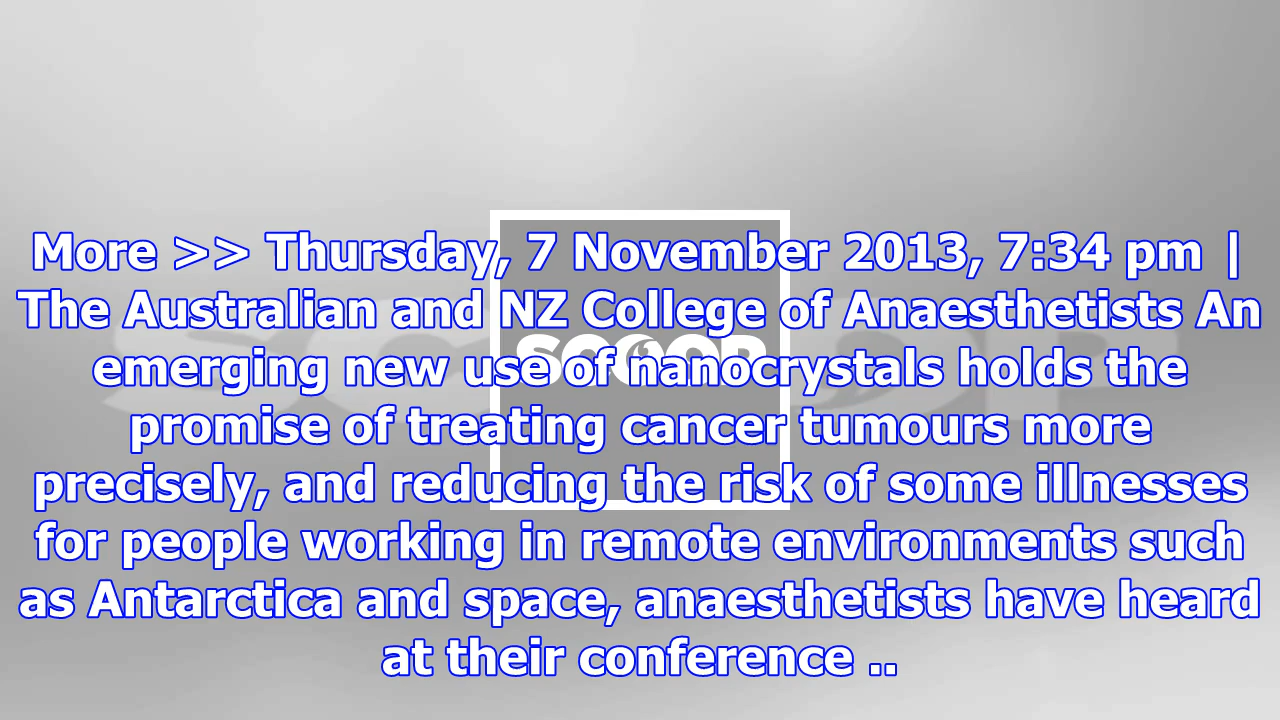 More >> Thursday, 7 November 2013, 7:34 pm |
The Australian and NZ College of Anaesthetists An
SCOOP
emerging new use of nanocrystals holds the
promise of treating cancer tumours more
precisely, and reducing the risk of some illnesses
for people working in remote environments such
as Antarctica and space, anaesthetists have heard
at their conference ..